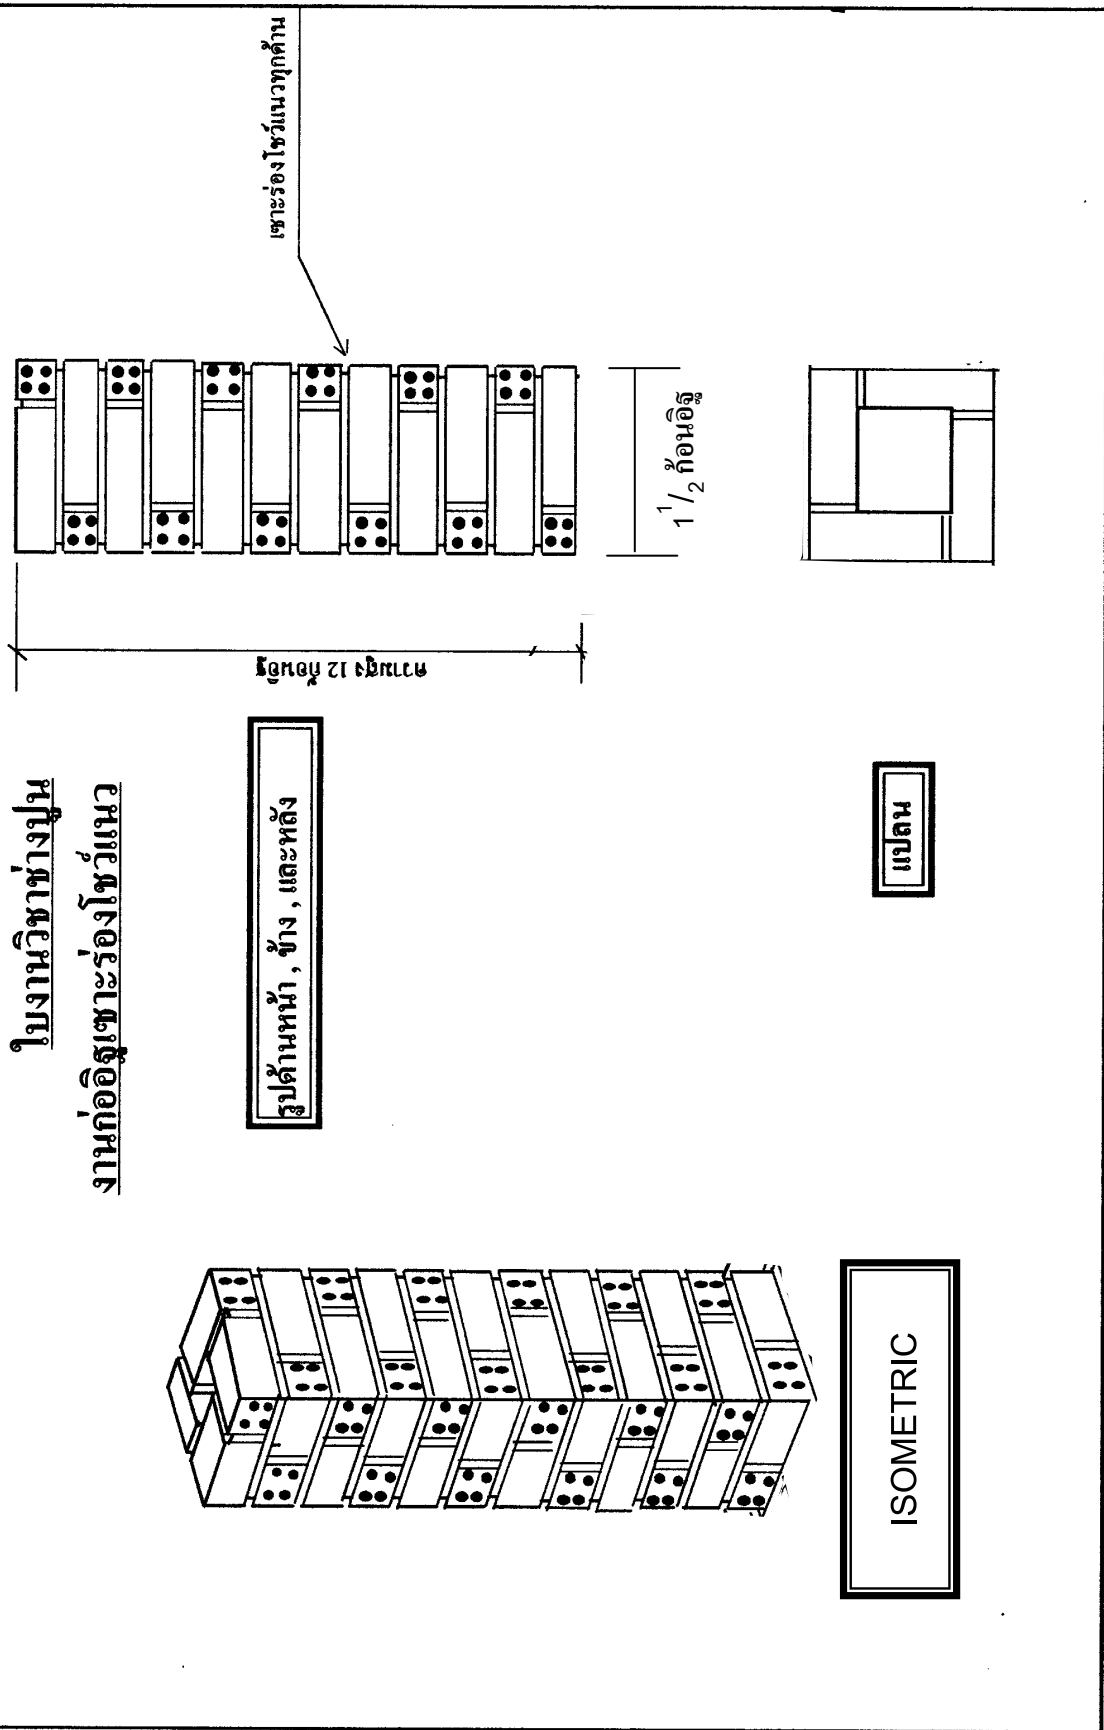 ใบงานวิชาช่างปูน
งานก่ออิฐเซาะร่องโชว์แนว
เซาะร่องโชว์แนวทุกด้าน
1 1/2 ก้อนอิฐ
ความสูง 12 ก้อนอิฐ
รูปด้านหน้า , ข้าง , และหลัง
แปลน
ISOMETRIC